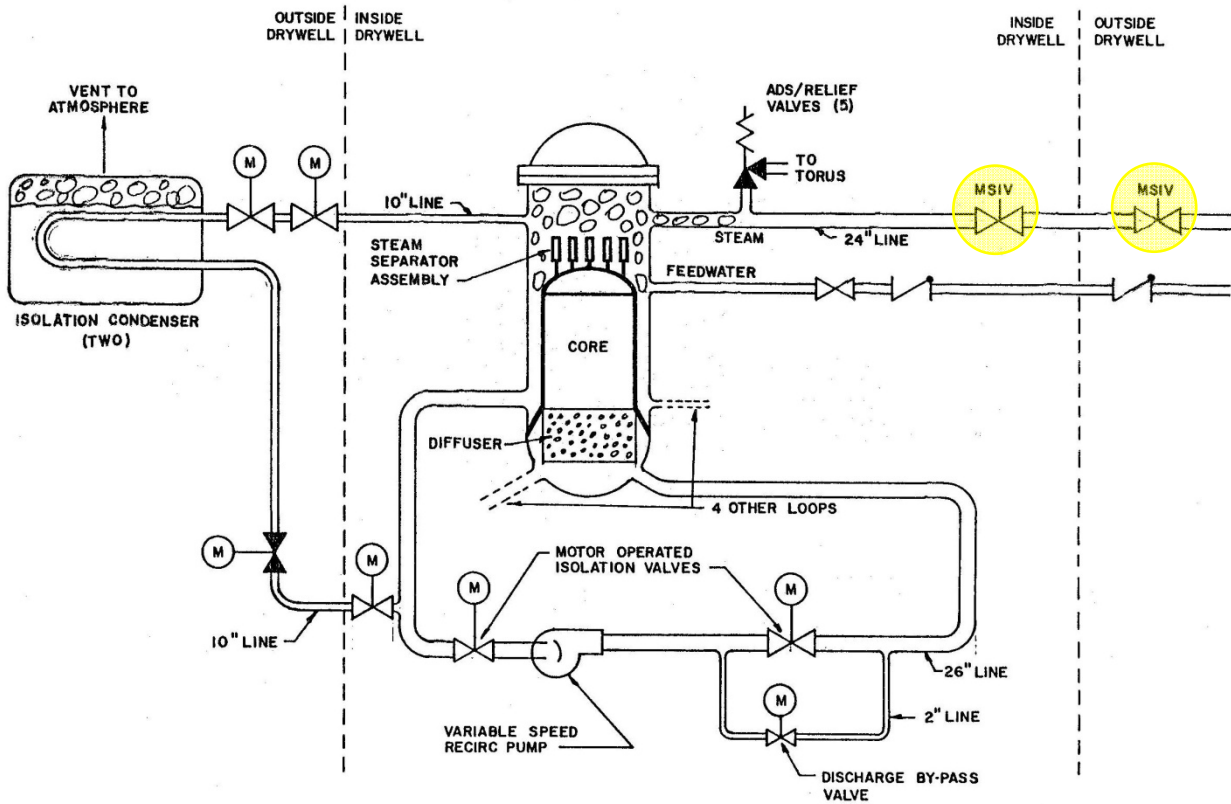 OUTSIDE
DRYWELL
INSIDE
DRYWELL
INSIDE
DRYWELL
OUTSIDE
DRYWELL
VENT TO
ATMOSPHERE
ADS/RELIEF
VALVES (5)
M
M
TO
TORUS
MSIV
MSIV
10" LINE
STEAM
24" LINE
STEAM
SEPARATOR
ASSEMBLY
FEEDWATER
ISOLATION CONDENSER
(TWO)
CORE
DIFFUSER
4 OTHER LOOPS
M
M
MOTOR OPERATED
ISOLATION VALVES
M
M
10" LINE
26" LINE
M
2" LINE
VARIABLE SPEED
RECIRC PUMP
DISCHARGE BY-PASS
VALVE